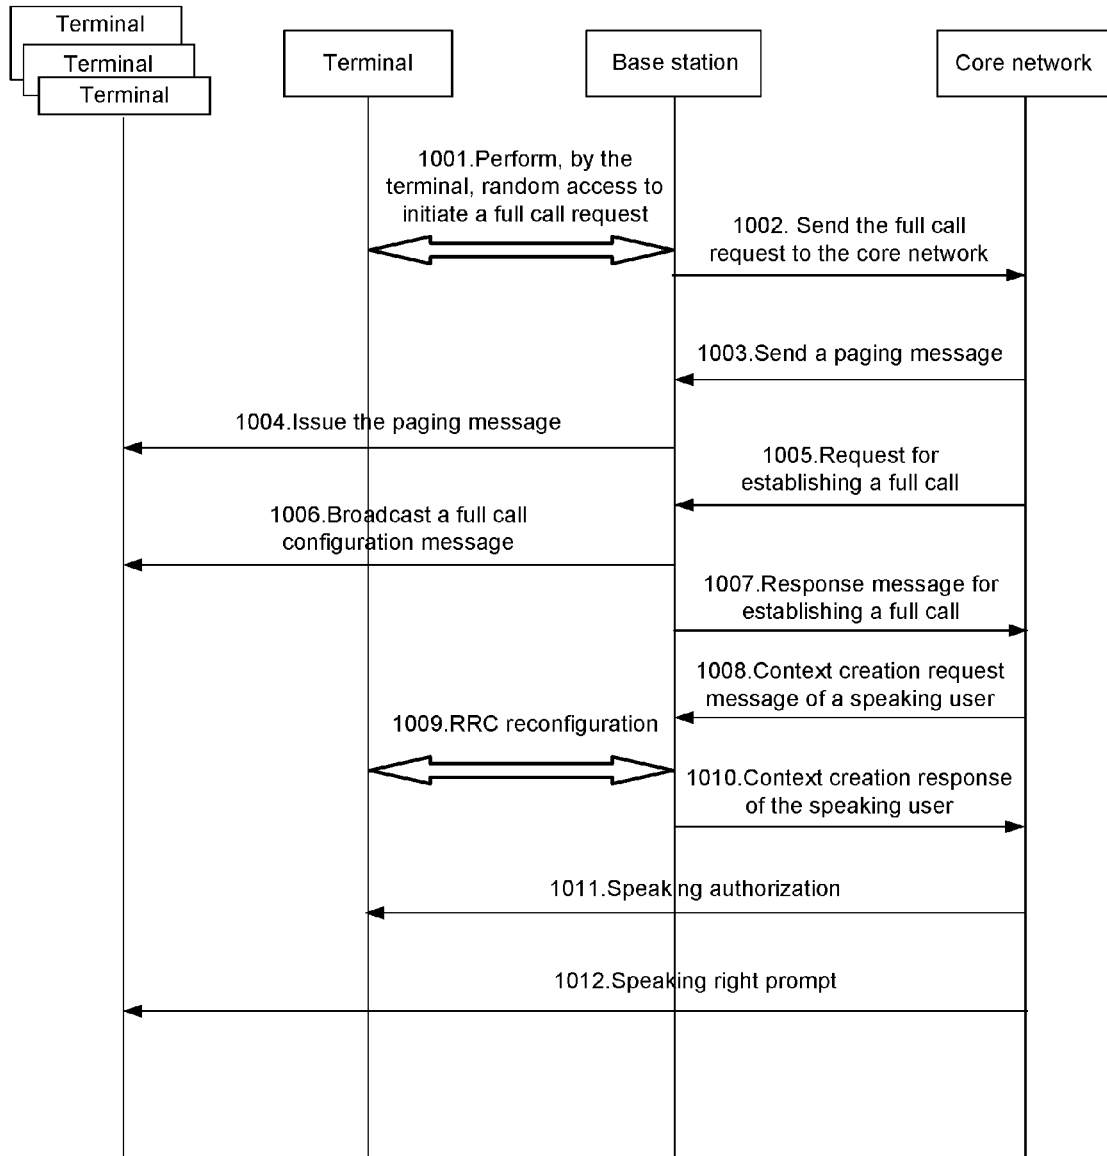 Terminal
Terminal
Terminal
Terminal
Base station
Core network
1001.Perform, by the
terminal, random access to
initiate a full call request
1002. Send the full call
request to the core network
1003.Send a paging message
1004.Issue the paging message
1005.Request for
establishing a full call
1006.Broadcast a full call
configuration message
1007.Response message for
establishing a full call
1008.Context creation request
message of a speaking user
1009.RRC reconfiguration
1010.Context creation response
of the speaking user
1011.Speaking authorization
1012.Speaking right prompt